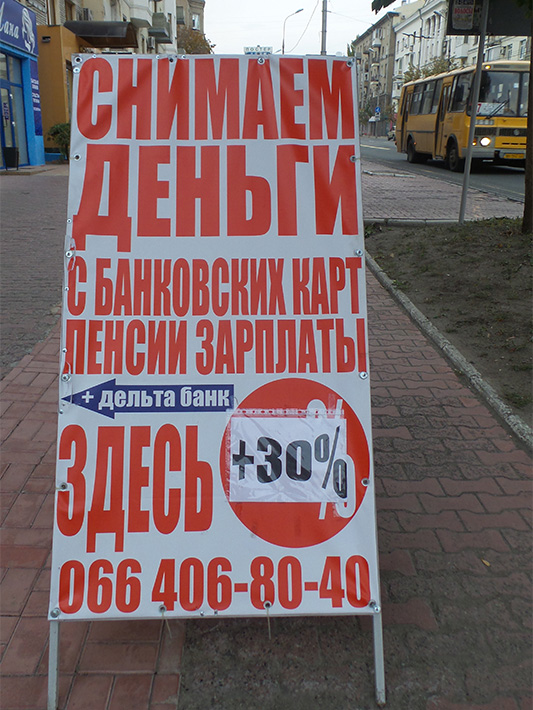 СНИМАЕМ
ДЕНЬГИ
С БАНКОВСКИХ КАРТ
ПЕНСИИ ЗАРПЛАТЫ
+ дельта банк
ЗДЕСЬ
+30%
066 406-80-40